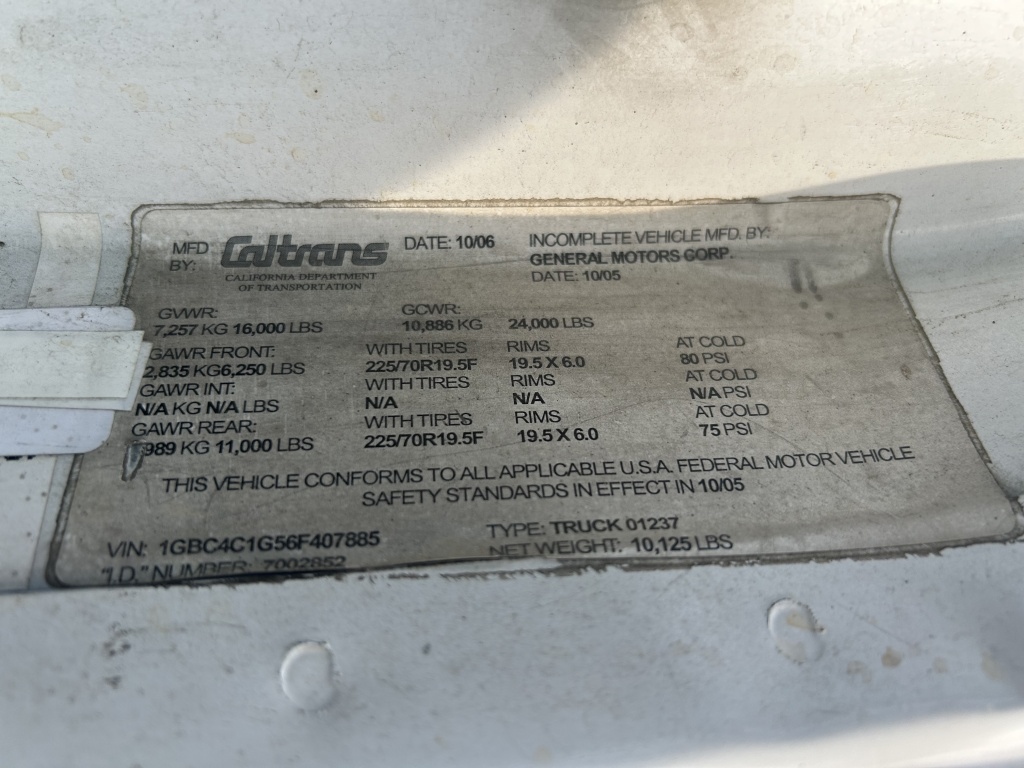 MFD BY: Caltrans DATE: 10/06 INCOMPLETE VEHICLE MFD. BY:
CALIFORNIA DEPARTMENT GENERAL MOTORS CORP.
OF TRANSPORTATION DATE: 10/05
GVWR: GCWR:
7,257 KG 16,000 LBS 10,886 KG 24,000 LBS
GAWR FRONT: WITH TIRES RIMS AT COLD
2,835 KG6,250 LBS 225/70R19.5F 19.5 X 6.0 80 PSI
GAWR INT: WITH TIRES RIMS AT COLD
N/A KG N/A LBS N/A N/A N/A PSI
GAWR REAR: WITH TIRES RIMS AT COLD
989 KG 11,000 LBS 225/70R19.5F 19.5 X 6.0 75 PSI
THIS VEHICLE CONFORMS TO ALL APPLICABLE U.S.A. FEDERAL MOTOR VEHICLE
SAFETY STANDARDS IN EFFECT IN 10/05
VIN: 1GBC4C1G56F407885 TYPE: TRUCK 01237
"I.D." NUMBER: 7002852 NET WEIGHT: 10,125 LBS